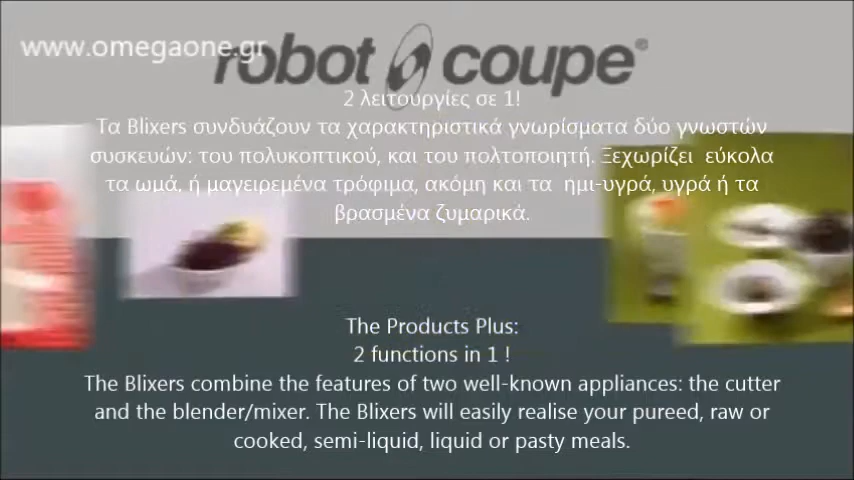 www.omegaone.gr
robot coupe®
2 λειτουργίες σε 1!
Τα Blixers συνδυάζουν τα χαρακτηριστικά γνωρίσματα δύο γνωστών
συσκευών: του πολυκοπτικού, και του πολτοποιητή. Ξεχωρίζει εύκολα
τα ωμά, ή μαγειρεμένα τρόφιμα, ακόμη και τα ημι-υγρά, υγρά ή τα
βρασμένα ζυμαρικά.
The Products Plus:
2 functions in 1 !
The Blixers combine the features of two well-known appliances: the cutter
and the blender/mixer. The Blixers will easily realise your pureed, raw or
cooked, semi-liquid, liquid or pasty meals.